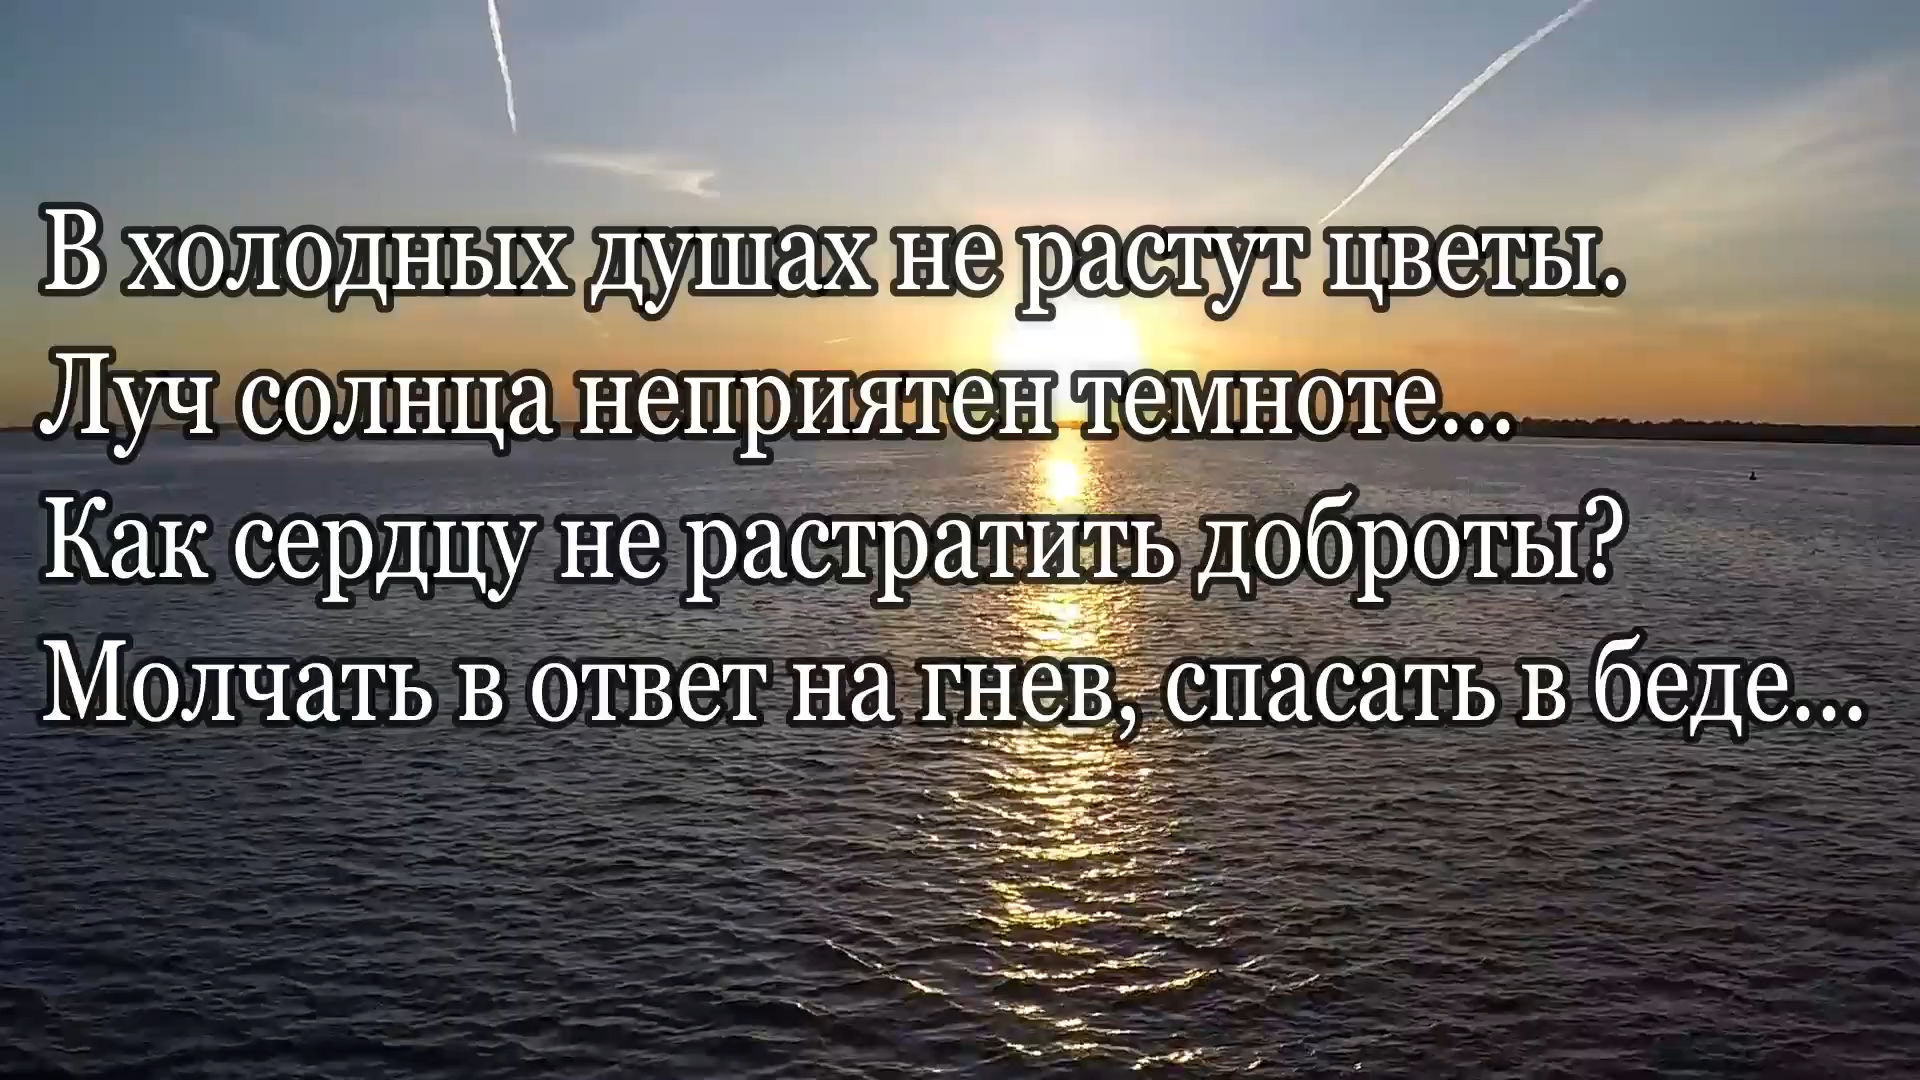 В холодных душах не растут цветы.
Луч солнца неприятен темноте...
Как сердцу не растратить доброты?
Молчать в ответ на гнев, спасать в беде...